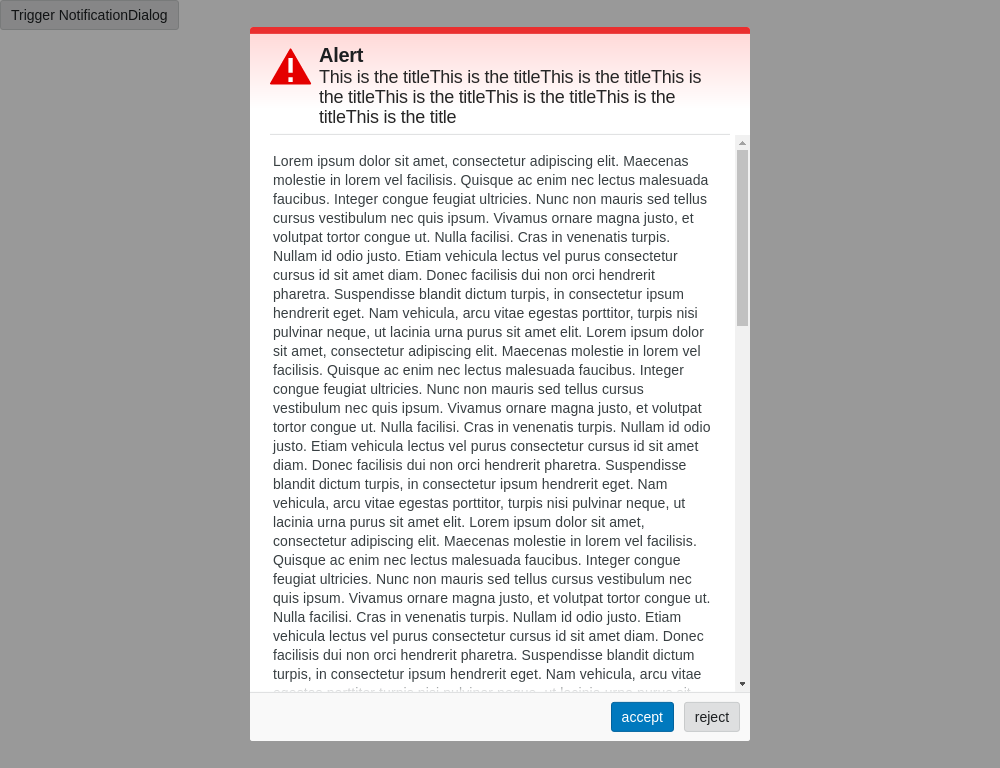 Trigger NotificationDialog
Alert
This is the titleThis is the titleThis is the titleThis is
the titleThis is the titleThis is the titleThis is the
titleThis is the title
Lorem ipsum dolor sit amet, consectetur adipiscing elit. Maecenas
molestie in lorem vel facilisis. Quisque ac enim nec lectus malesuada
faucibus. Integer congue feugiat ultricies. Nunc non mauris sed tellus
cursus vestibulum nec quis ipsum. Vivamus ornare magna justo, et
volutpat tortor congue ut. Nulla facilisi. Cras in venenatis turpis.
Nullam id odio justo. Etiam vehicula lectus vel purus consectetur
cursus id sit amet diam. Donec facilisis dui non orci hendrerit
pharetra. Suspendisse blandit dictum turpis, in consectetur ipsum
hendrerit eget. Nam vehicula, arcu vitae egestas porttitor, turpis nisi
pulvinar neque, ut lacinia urna purus sit amet elit. Lorem ipsum dolor
sit amet, consectetur adipiscing elit. Maecenas molestie in lorem vel
facilisis. Quisque ac enim nec lectus malesuada faucibus. Integer
congue feugiat ultricies. Nunc non mauris sed tellus cursus
vestibulum nec quis ipsum. Vivamus ornare magna justo, et volutpat
tortor congue ut. Nulla facilisi. Cras in venenatis turpis. Nullam id odio
justo. Etiam vehicula lectus vel purus consectetur cursus id sit amet
diam. Donec facilisis dui non orci hendrerit pharetra. Suspendisse
blandit dictum turpis, in consectetur ipsum hendrerit eget. Nam
vehicula, arcu vitae egestas porttitor, turpis nisi pulvinar neque, ut
lacinia urna purus sit amet elit. Lorem ipsum dolor sit amet,
consectetur adipiscing elit. Maecenas molestie in lorem vel facilisis.
Quisque ac enim nec lectus malesuada faucibus. Integer congue
feugiat ultricies. Nunc non mauris sed tellus cursus vestibulum nec
quis ipsum. Vivamus ornare magna justo, et volutpat tortor congue ut.
Nulla facilisi. Cras in venenatis turpis. Nullam id odio justo. Etiam
vehicula lectus vel purus consectetur cursus id sit amet diam. Donec
facilisis dui non orci hendrerit pharetra. Suspendisse blandit dictum
turpis, in consectetur ipsum hendrerit eget. Nam vehicula, arcu vitae
accept
reject